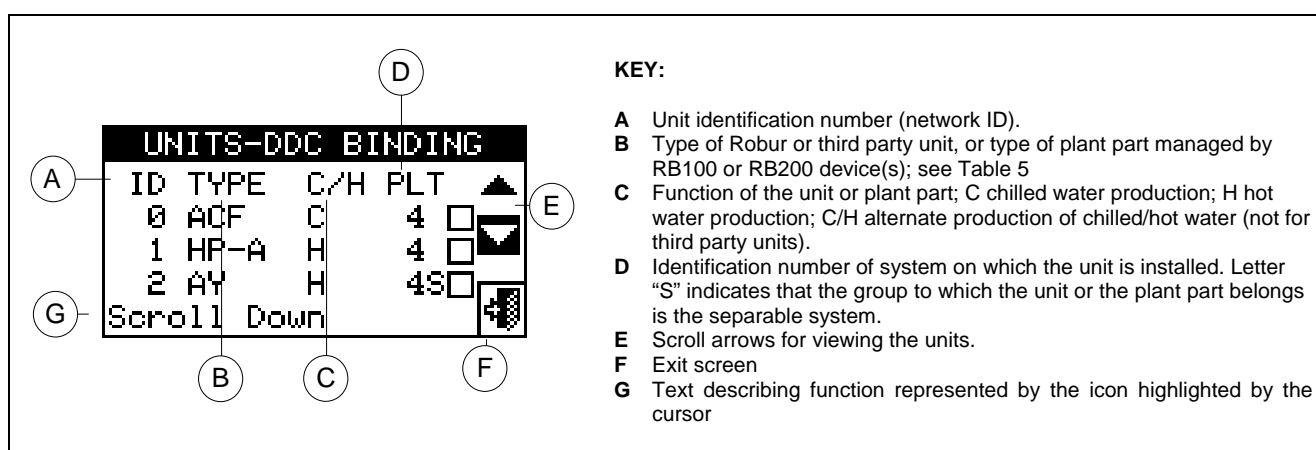 D
UNITS-DDC BINDING
A
ID TYPE C/H PLT
E
0 ACF C 4
1 HP-A H 4
2 AY H 4S
G
Scroll Down
B
C
F
KEY:
A Unit identification number (network ID).
B Type of Robur or third party unit, or type of plant part managed by
RB100 or RB200 device(s); see Table 5
C Function of the unit or plant part; C chilled water production; H hot
water production; C/H alternate production of chilled/hot water (not for
third party units).
D Identification number of system on which the unit is installed. Letter
“S” indicates that the group to which the unit or the plant part belongs
is the separable system.
E Scroll arrows for viewing the units.
F Exit screen
G Text describing function represented by the icon highlighted by the
cursor